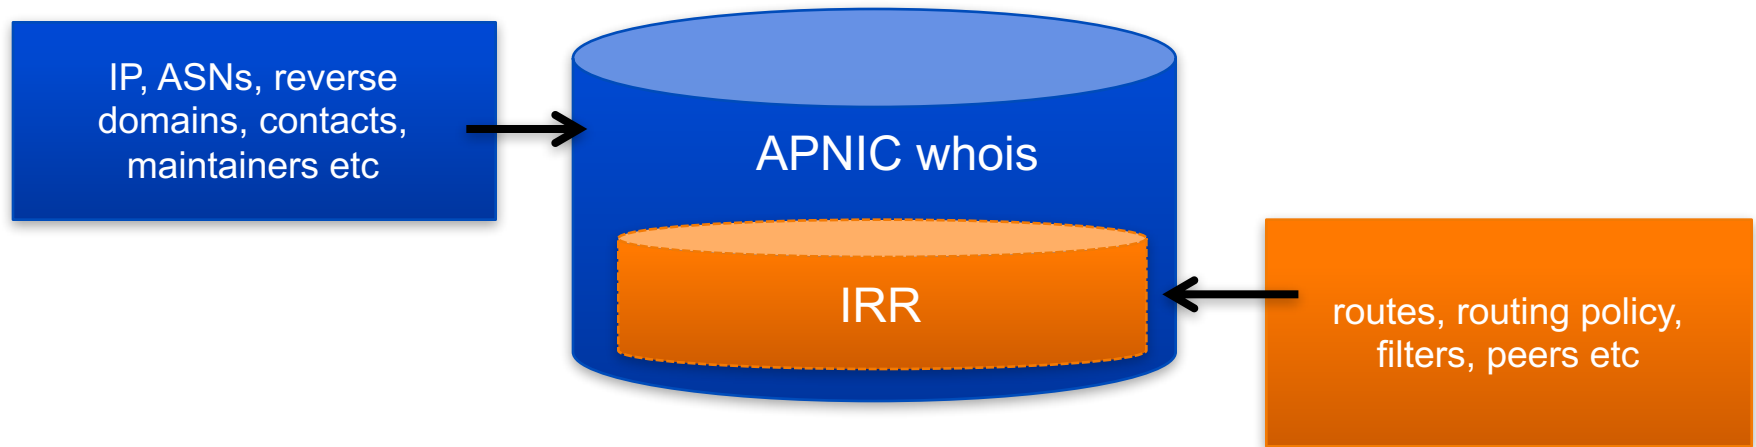 IP, ASNs, reverse
domains, contacts,
maintainers etc
APNIC whois
IRR
routes, routing policy,
filters, peers etc